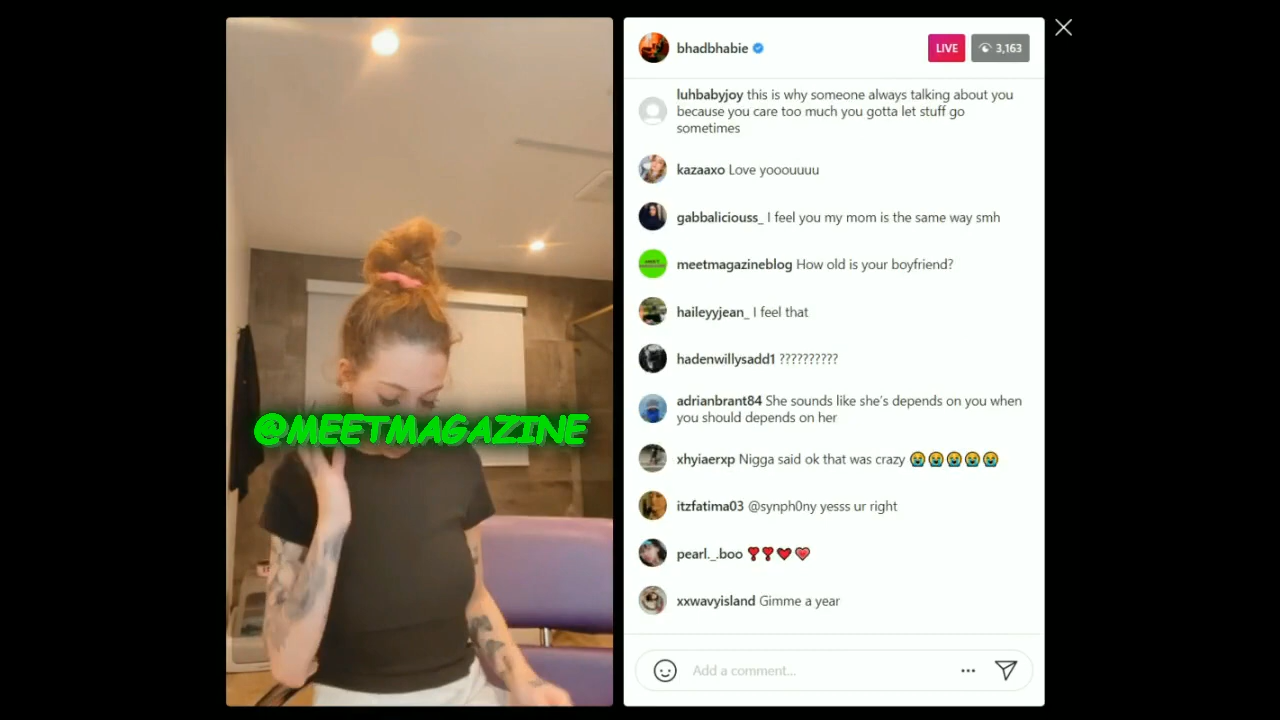 @MEETMAGAZINE
bhadbhabie
LIVE
3,163
luhbabyjoy this is why someone always talking about you
because you care too much you gotta let stuff go
sometimes
kazaaxo Love yooouuuu
gabbaliciouss_ I feel you my mom is the same way smh
meetmagazineblog How old is your boyfriend?
haileyyjean_ I feel that
hadenwillysadd1 ??????????
adrianbrant84 She sounds like she's depends on you when
you should depends on her
xhyiaerxp Nigga said ok that was crazy 😭😭😭😭😭
itzfatima03 @synph0ny yesss ur right
pearl._.boo ❣️❣️❤️💗
xxwavyisland Gimme a year
Add a comment...